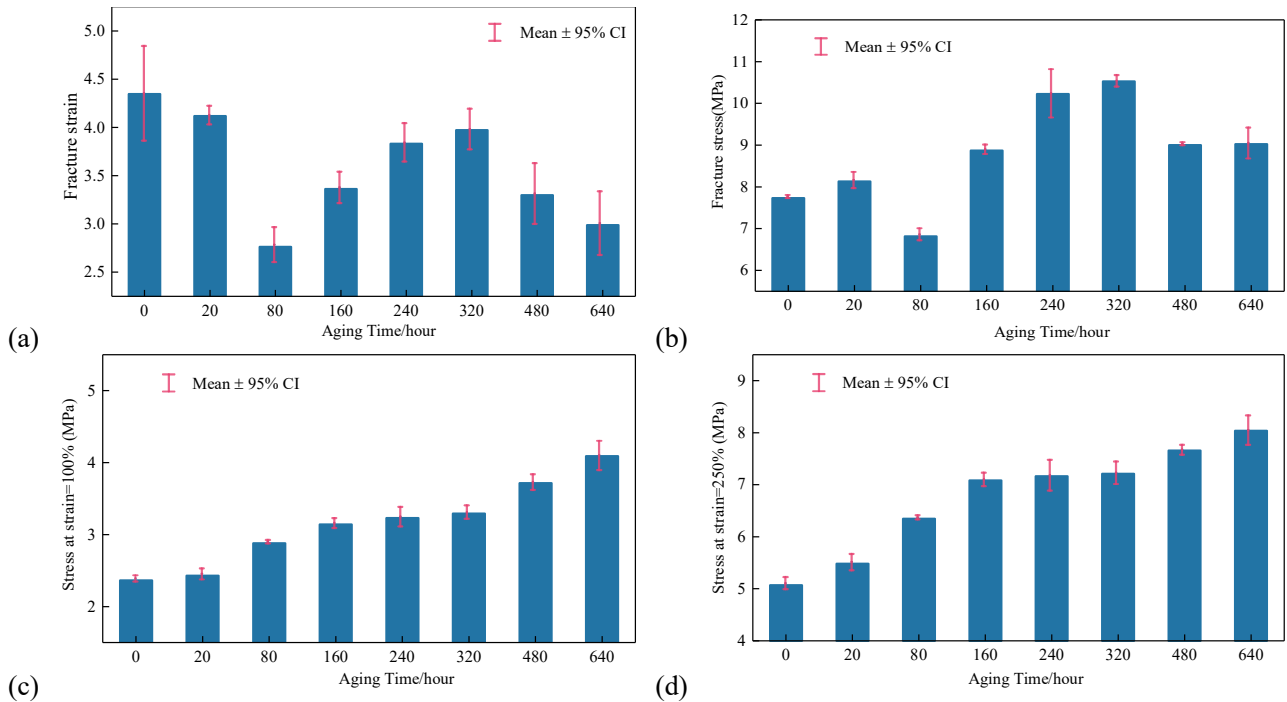 5.0
4.5
4.0
3.5
3.0
2.5
Fracture strain
Mean ± 95% CI
0 20 80 160 240 320 480 640
Aging Time/hour
(a)
12
11
10
9
8
7
6
Fracture stress(MPa)
Mean ± 95% CI
0 20 80 160 240 320 480 640
Aging Time/hour
(b)
5
4
3
2
Stress at strain=100% (MPa)
Mean ± 95% CI
0 20 80 160 240 320 480 640
Aging Time/hour
(c)
9
8
7
6
5
4
Stress at strain=250% (MPa)
Mean ± 95% CI
0 20 80 160 240 320 480 640
Aging Time/hour
(d)